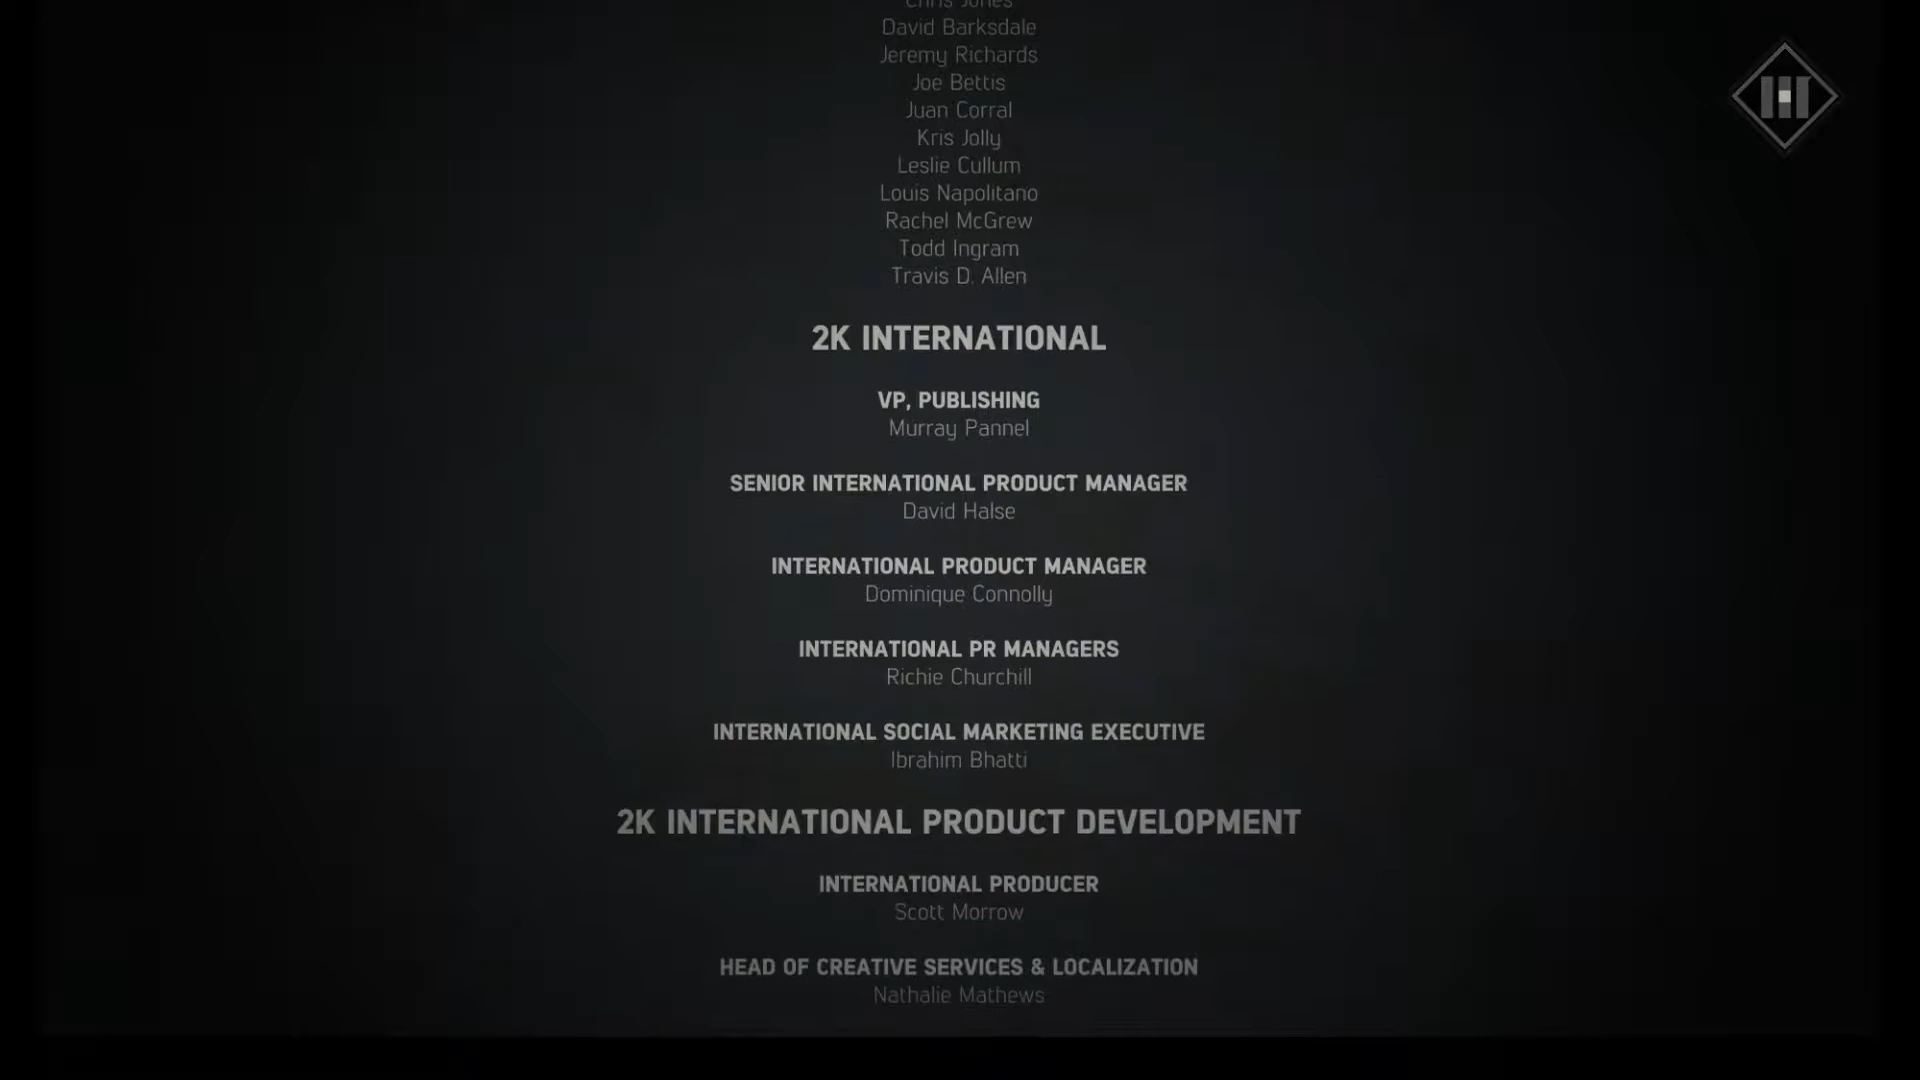 Chris Jones
David Barksdale
Jeremy Richards
Joe Bettis
Juan Corral
Kris Jolly
Leslie Cullum
Louis Napolitano
Rachel McGrew
Todd Ingram
Travis D. Allen
2K INTERNATIONAL
VP, PUBLISHING
Murray Pannel
SENIOR INTERNATIONAL PRODUCT MANAGER
David Halse
INTERNATIONAL PRODUCT MANAGER
Dominique Connolly
INTERNATIONAL PR MANAGERS
Richie Churchill
INTERNATIONAL SOCIAL MARKETING EXECUTIVE
Ibrahim Bhatti
2K INTERNATIONAL PRODUCT DEVELOPMENT
INTERNATIONAL PRODUCER
Scott Morrow
HEAD OF CREATIVE SERVICES & LOCALIZATION
Nathalie Mathews